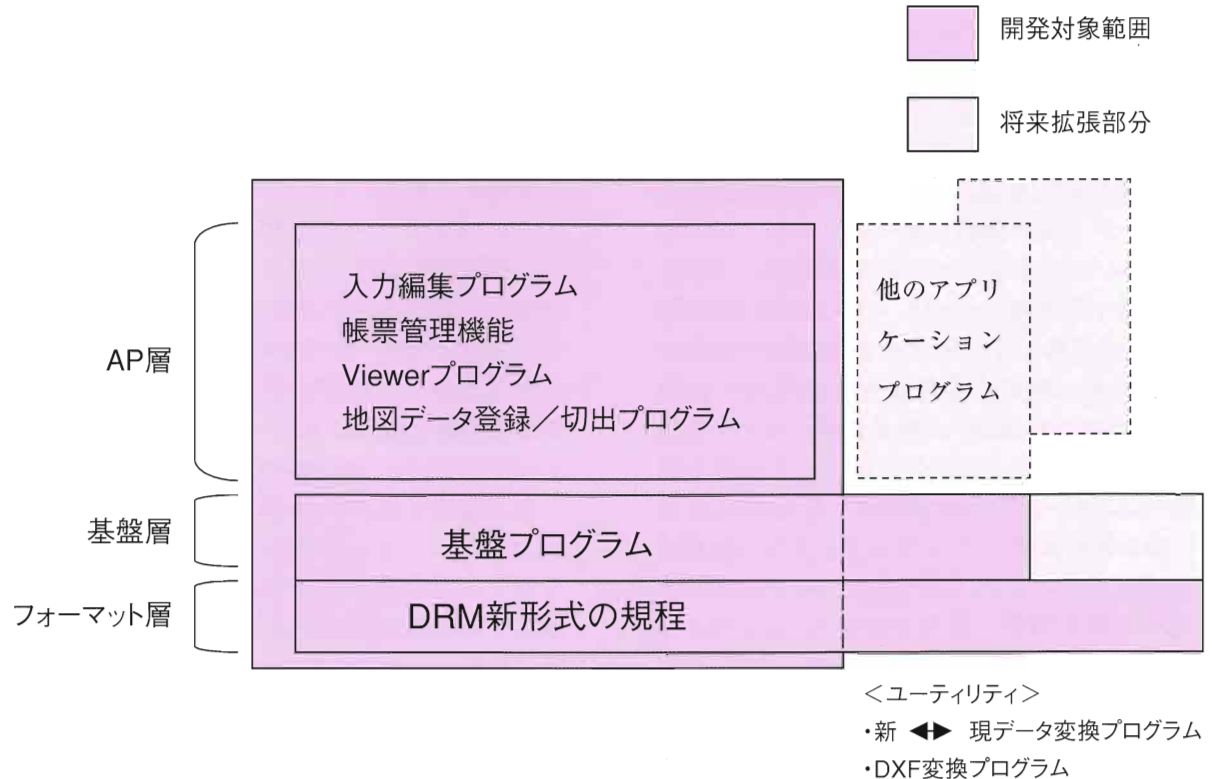 開発対象範囲
将来拡張部分
AP層
入力編集プログラム
帳票管理機能
Viewerプログラム
地図データ登録／切出プログラム
他のアプリ
ケーション
プログラム
基盤層
基盤プログラム
フォーマット層
DRM新形式の規程
＜ユーティリティ＞
・新 ◀▶ 現データ変換プログラム
・DXF変換プログラム